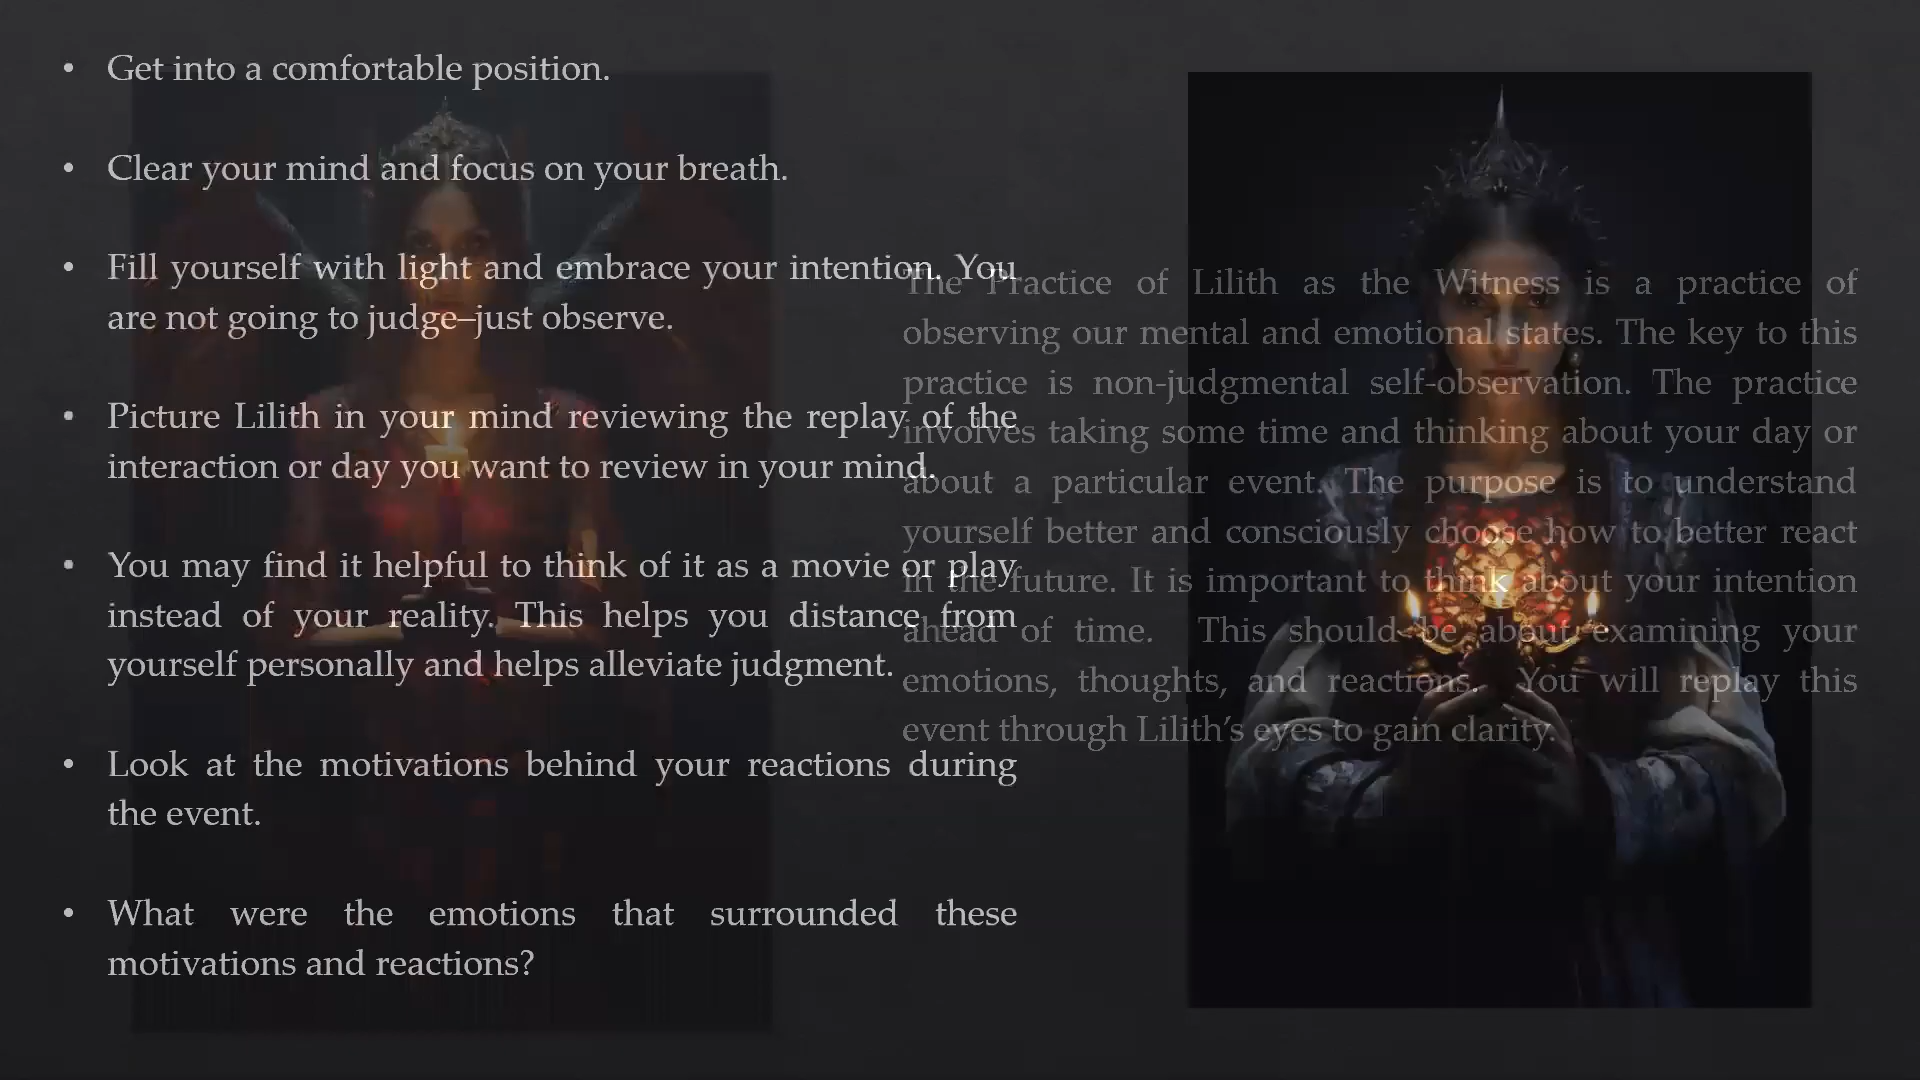 • Get into a comfortable position.
• Clear your mind and focus on your breath.
• Fill yourself with light and embrace your intention. You
are not going to judge–just observe.
• Picture Lilith in your mind reviewing the replay of the
interaction or day you want to review in your mind.
• You may find it helpful to think of it as a movie or play
instead of your reality. This helps you distance from
yourself personally and helps alleviate judgment.
• Look at the motivations behind your reactions during
the event.
• What were the emotions that surrounded these
motivations and reactions?
The Practice of Lilith as the Witness is a practice of
observing our mental and emotional states. The key to this
practice is non-judgmental self-observation. The practice
involves taking some time and thinking about your day or
about a particular event. The purpose is to understand
yourself better and consciously choose how to better react
in the future. It is important to think about your intention
ahead of time. This should be about examining your
emotions, thoughts, and reactions. You will replay this
event through Lilith’s eyes to gain clarity.